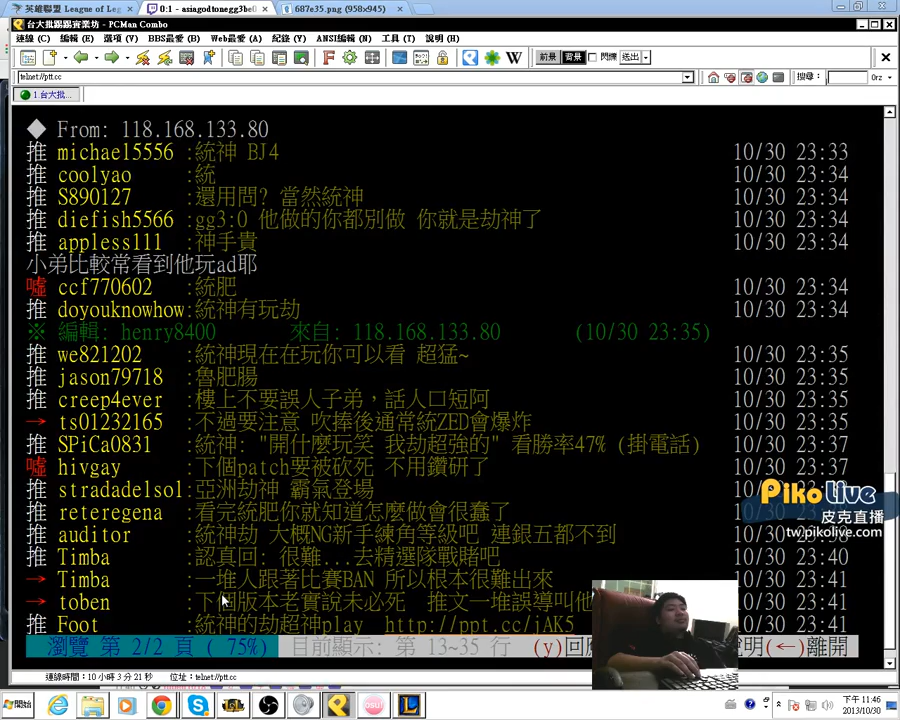 英雄聯盟 League of Leg
0:1 - asiagodtonegg3be0
687e35.png (958x945)
台大批踢踢實業坊 - PCMan Combo
連線 (C) 編輯 (E) 選項 (V) BBS最愛 (B) Web最愛 (A) 紀錄 (Y) ANSI編輯 (N) 工具 (T) 說明 (H)
F W 前景 背景 閃爍 送出
telnet://ptt.cc 搜尋: Orz
1.台大批...
◆ From: 118.168.133.80
推 michael5556 :統神 BJ4 10/30 23:33
推 coolyao :統 10/30 23:34
推 S890127 :還用問? 當然統神 10/30 23:34
推 diefish5566 :gg3:0 他做的你都別做 你就是劫神了 10/30 23:34
推 appless111 :神手貴 10/30 23:34
小弟比較常看到他玩ad耶
噓 ccf770602 :統肥 10/30 23:34
推 doyouknowhow:統神有玩劫 10/30 23:34
※ 編輯: henry8400 來自: 118.168.133.80 (10/30 23:35)
推 we821202 :統神現在在玩你可以看 超猛~ 10/30 23:35
推 jason79718 :魯肥腸 10/30 23:35
推 creep4ever :樓上不要誤人子弟，話人口短阿 10/30 23:35
→ ts01232165 :不過要注意 吹捧後通常統ZED會爆炸 10/30 23:35
推 SPiCa0831 :統神: "開什麼玩笑 我劫超強的" 看勝率47% (掛電話) 10/30 23:37
噓 hivgay :下個patch要被砍死 不用鑽研了 10/30 23:37
推 stradadelsol:亞洲劫神 霸氣登場 10/30
推 reteregena :看完統肥你就知道怎麼做會很蠢了 10/30
推 auditor :統神劫 大概NG新手練角等級吧 連銀五都不到 10/30
推 Timba :認真回: 很難...去精選隊戰賭吧 10/30 23:40
→ Timba :一堆人跟著比賽BAN 所以根本很難出來 10/30 23:41
→ toben :下個版本老實說未必死 推文一堆誤導叫他 10/30 23:41
推 Foot :統神的劫超神play http://ppt.cc/jAK5 10/30 23:41
瀏覽 第 2/2 頁 ( 75%) 目前顯示: 第 13~35 行 (y)回應 說明(←)離開
PikoLive
皮克直播
tw.pikolive.com
連線時間: 10 小時 3 分 21 秒 位址: telnet://ptt.cc
開始
osu!
下午 11:46
2013/10/30